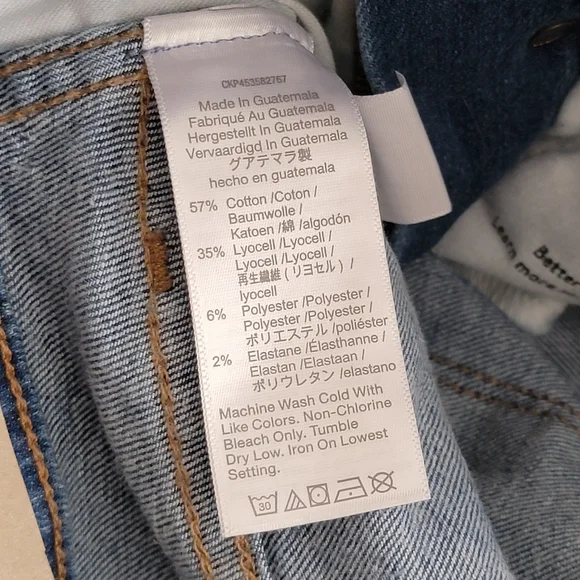 CKP453582767
Made In Guatemala
Fabriqué Au Guatemala
Hergestellt In Guatemala
Vervaardigd In Guatemala
グアテマラ製
hecho en guatemala
57% Cotton /Coton /
Baumwolle /
Katoen /綿 /algodón
35% Lyocell /Lyocell /
Lyocell /Lyocell /
再生繊維 ( リヨセル ) /
lyocell
6% Polyester /Polyester /
Polyester /Polyester /
ポリエステル /poliéster
2% Elastane /Elasthanne /
Elastan /Elastaan /
ポリウレタン /elastano
Machine Wash Cold With
Like Colors. Non-Chlorine
Bleach Only. Tumble
Dry Low. Iron On Lowest
Setting.
30
Better
Learn more